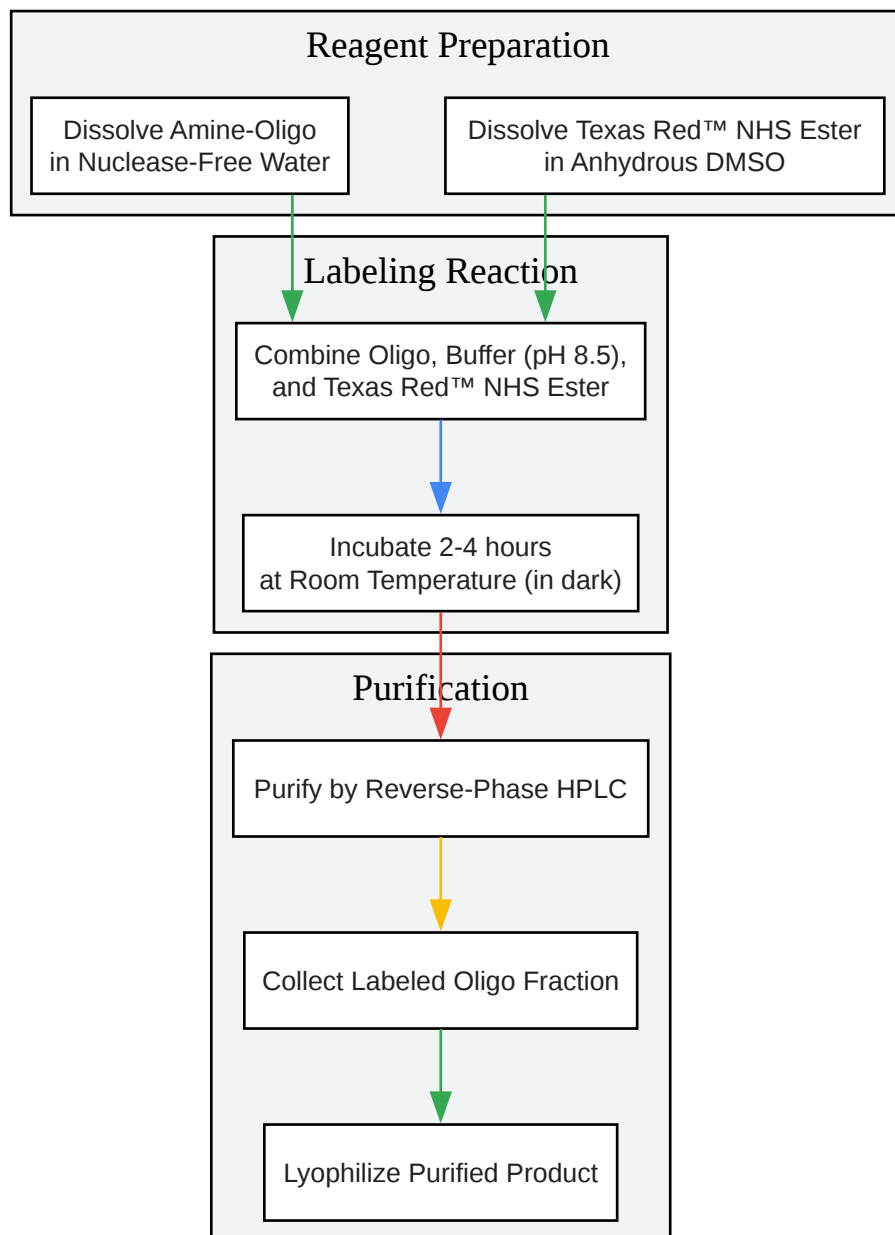 Reagent Preparation
Dissolve Amine-Oligo
in Nuclease-Free Water
Dissolve Texas Red™ NHS Ester
in Anhydrous DMSO
Labeling Reaction
Combine Oligo, Buffer (pH 8.5),
and Texas Red™ NHS Ester
Incubate 2-4 hours
at Room Temperature (in dark)
Purification
Purify by Reverse-Phase HPLC
Collect Labeled Oligo Fraction
Lyophilize Purified Product